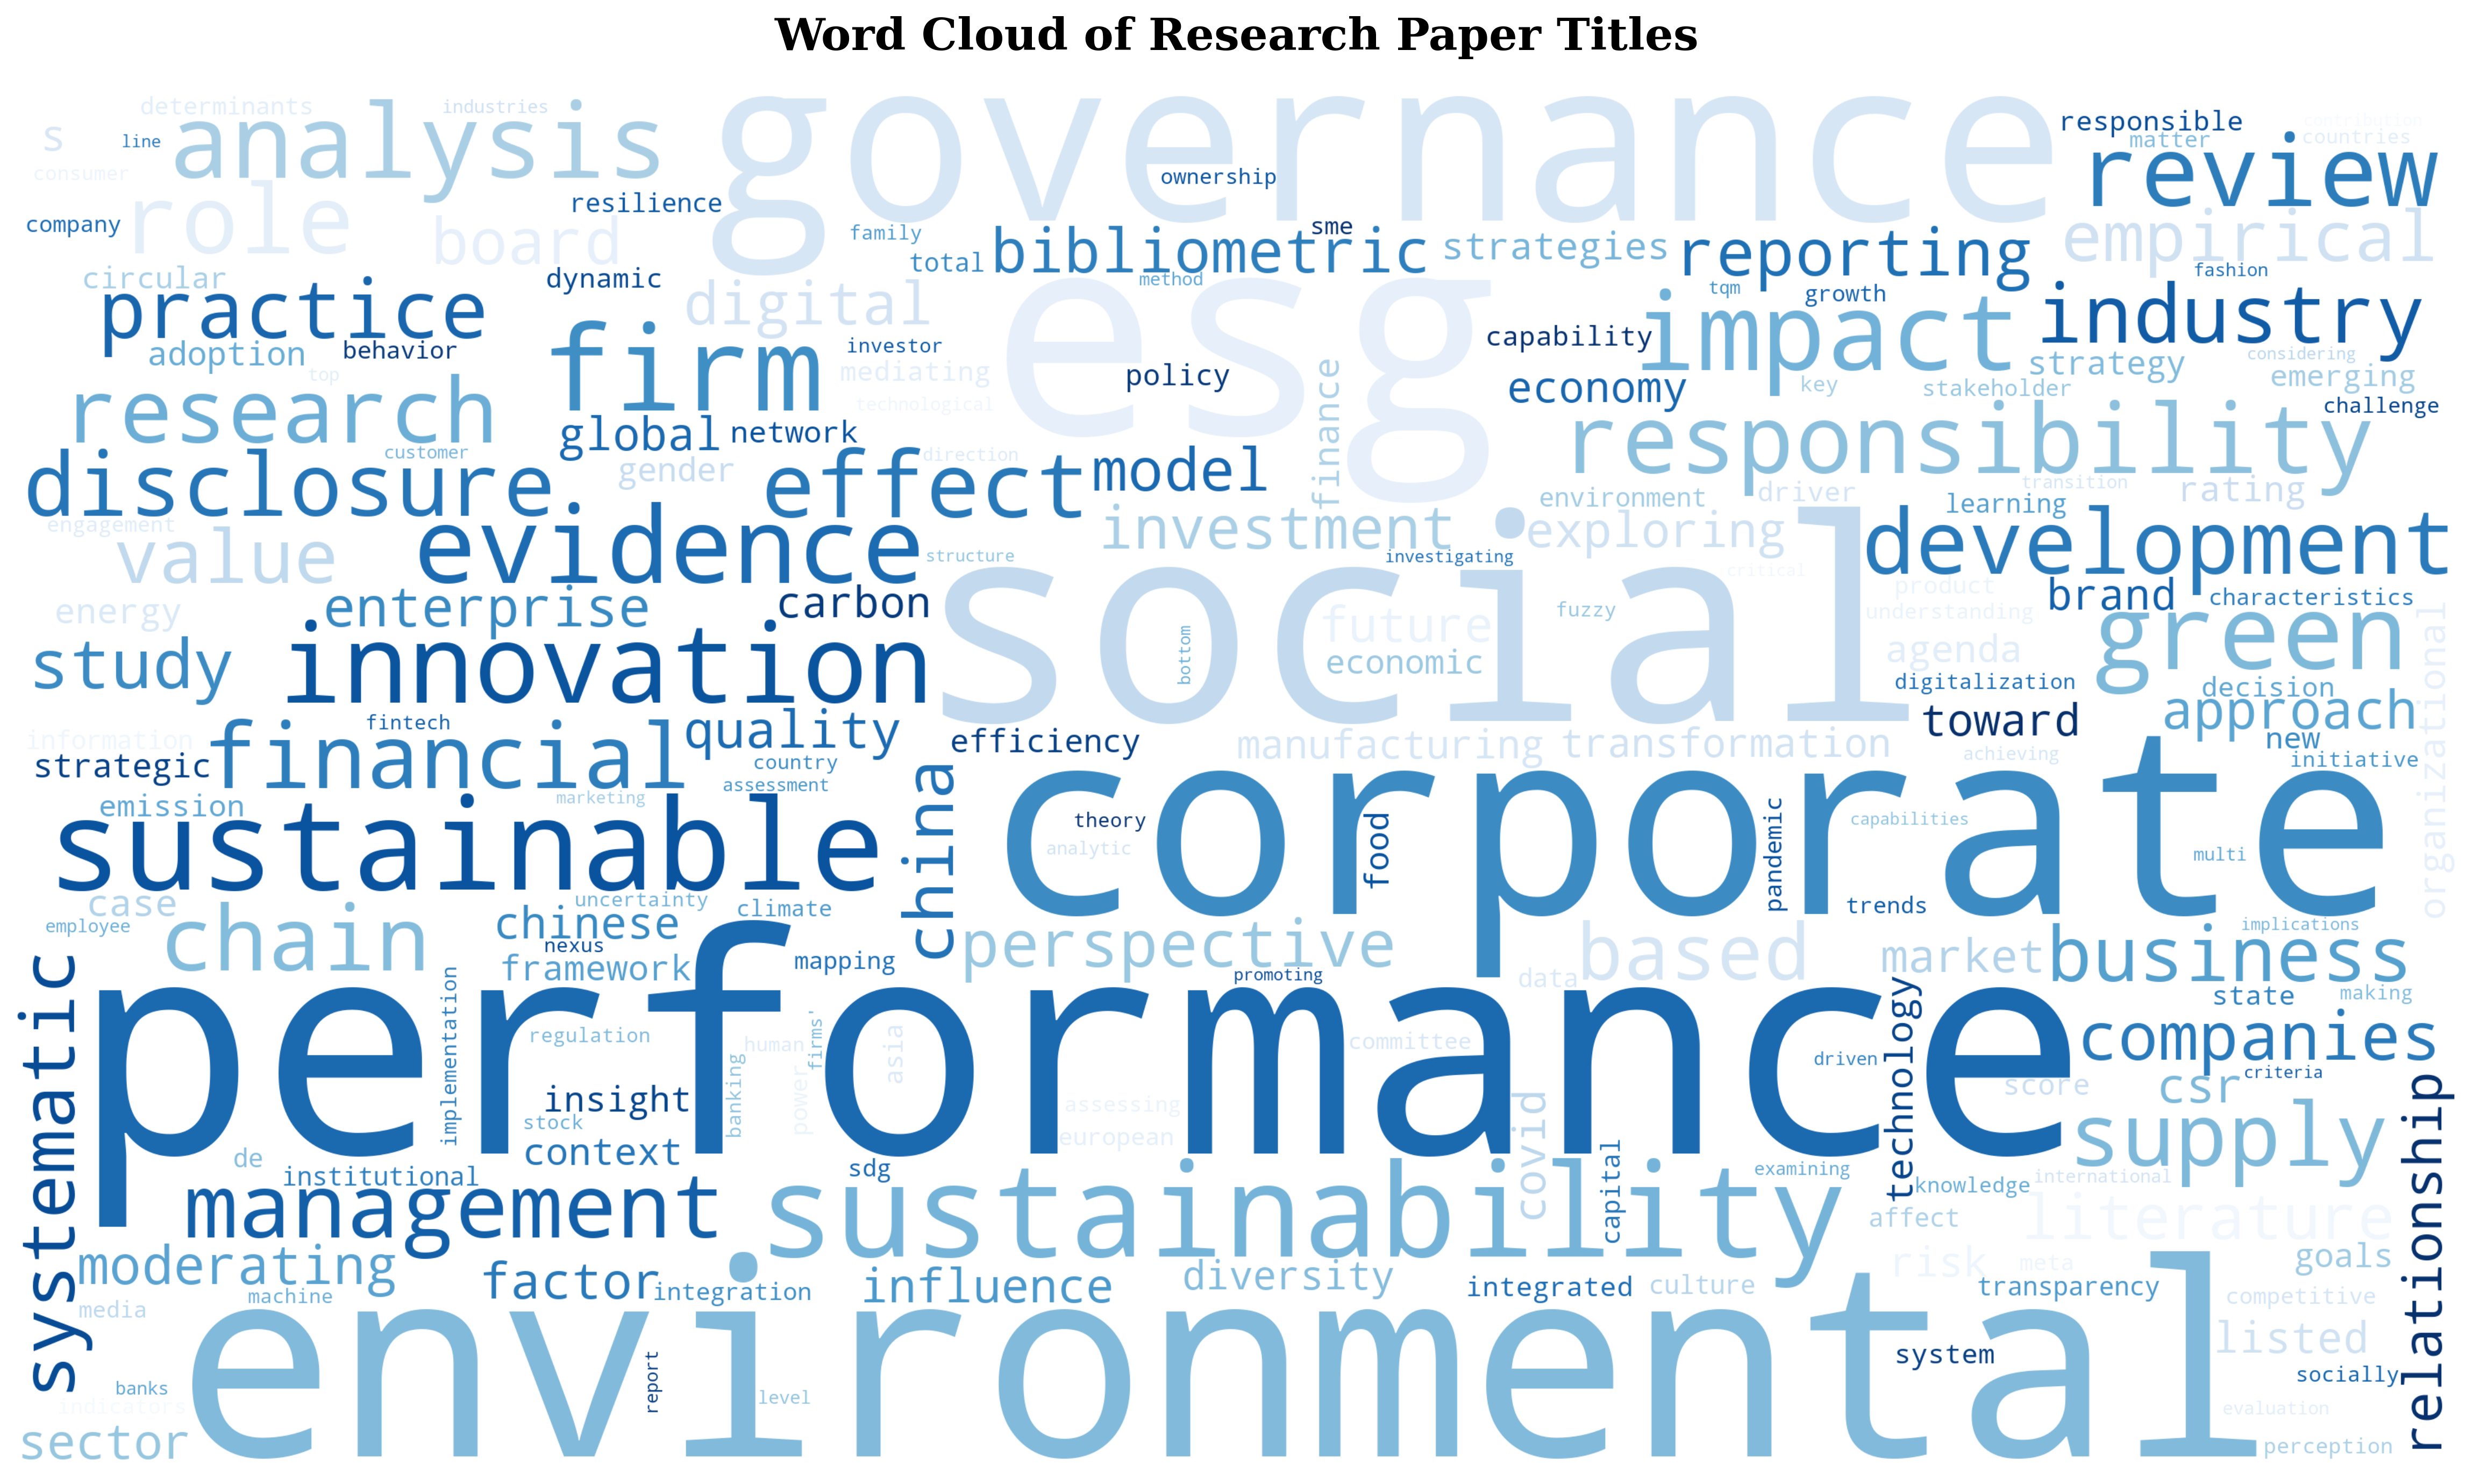 Word Cloud of Research Paper Titles
determinants
industries
governance
contribution
s
line
analysis
responsible
matter
countries
consumer
review
ownership
role
resilience
company
board
family
sme
empirical
bibliometric
strategies
reporting
total
circular
dynamic
method
fashion
practice
digital
esg
tqm
growth
impact
industry
firm
capability
adoption
behavior
investor
considering
strategy
top
mediating
policy
finance
economy
key
stakeholder
emerging
research
technological
challenge
global
network
responsibility
customer
direction
disclosure
gender
effect
model
environment
driver
transition
rating
learning
engagement
evidence
investment
exploring
development
value
structure
investigating
social
critical
product
brand
characteristics
energy
enterprise
carbon
future
fuzzy
understanding
green
organizational
study
innovation
bottom
economic
agenda
digitalization
decision
approach
fintech
quality
toward
information
financial
efficiency
manufacturing
transformation
new
strategic
country
china
achieving
initiative
assessment
emission
marketing
sustainable
corporate
theory
food
pandemic
capabilities
analytic
multi
case
uncertainty
climate
trends
employee
chain
chinese
implications
nexus
perspective
based
market
business
systematic
framework
mapping
promoting
data
technology
state
making
performance
implementation
regulation
firms'
human
asia
committee
driven
companies
banking
power
insight
score
csr
criteria
stock
assessing
covid
supply
relationship
european
context
capital
de
institutional
sdg
examining
international
knowledge
management
sustainability
affect
literature
moderating
risk
meta
goals
factor
integration
influence
diversity
integrated
culture
transparency
machine
media
competitive
environmental
listed
system
report
banks
level
socially
indicators
evaluation
sector
perception